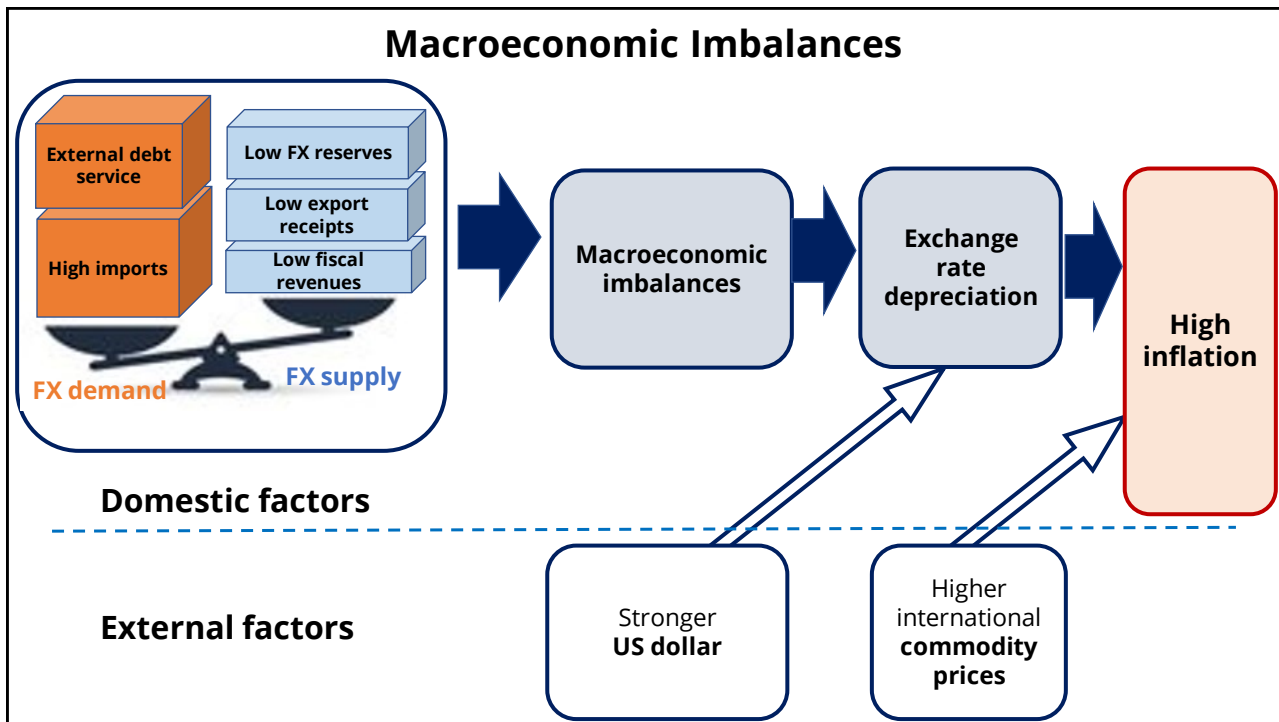 Macroeconomic Imbalances
External debt
service
High imports
Low FX reserves
Low export
receipts
Low fiscal
revenues
FX demand
FX supply
Macroeconomic
imbalances
Exchange
rate
depreciation
High
inflation
Domestic factors
External factors
Stronger
US dollar
Higher
international
commodity
prices